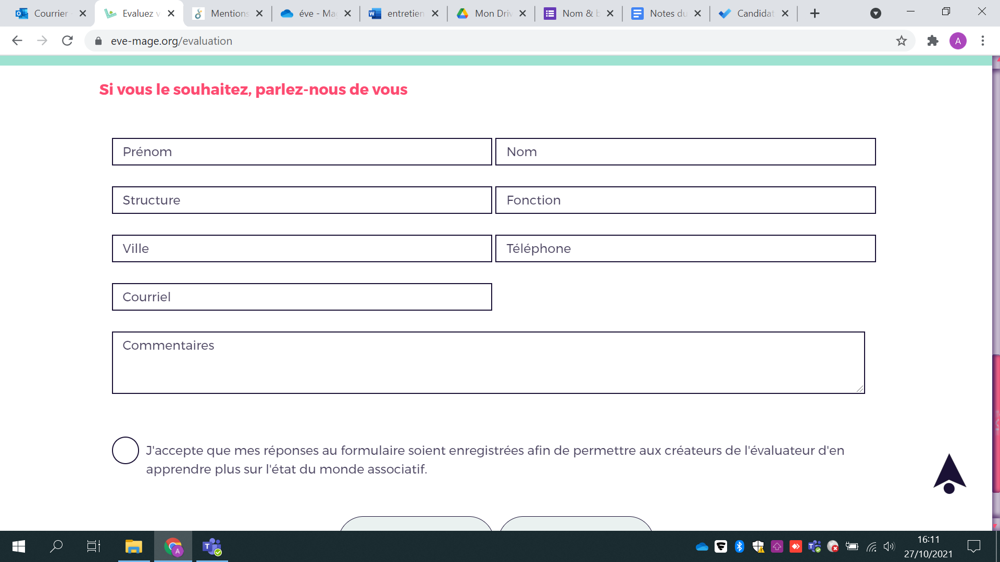 Courrier
Evaluez v
Mentions
éve - Ma
entretien
Mon Driv
Nom & b
Notes du
Candidat
eve-mage.org/evaluation
A
Si vous le souhaitez, parlez-nous de vous
Prénom
Nom
Structure
Fonction
Ville
Téléphone
Courriel
Commentaires
J'accepte que mes réponses au formulaire soient enregistrées afin de permettre aux créateurs de l'évaluateur d'en
apprendre plus sur l'état du monde associatif.
16:11
27/10/2021